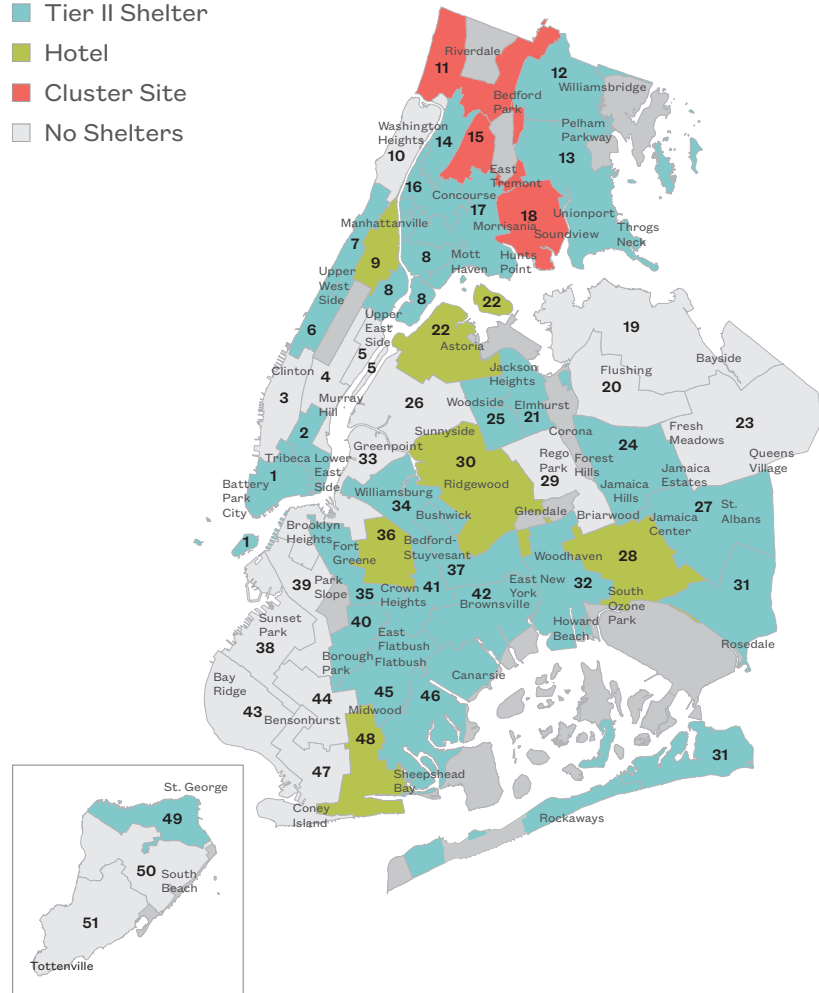 Tier II Shelter
Hotel
Cluster Site
No Shelters
Riverdale
11
12
Williamsbridge
Bedford
Park
Washington
Heights
10
14
15
Pelham
Parkway
13
East
Tremont
16
Concourse
17
18
Morrisania
Soundview
Unionport
Throgs
Neck
Manhattanville
7
9
8
Mott
Haven
Hunts
Point
Upper
West
Side
8
8
22
6
Upper
East
Side
22
Astoria
19
5
5
Bayside
Clinton
4
3
Murray
Hill
Jackson
Heights
Flushing
20
26
Woodside
25
Elmhurst
21
2
Sunnyside
Corona
24
Fresh
Meadows
23
Queens
Village
Greenpoint
33
Tribeca
Lower
East
Side
1
Battery
Park
City
30
Ridgewood
Rego
Park
29
Forest
Hills
Jamaica
Hills
Jamaica
Estates
Williamsburg
34
Bushwick
Glendale
Briarwood
Jamaica
Center
27
St.
Albans
1
Brooklyn
Heights
Fort
Greene
36
Bedford-
Stuyvesant
Woodhaven
28
39
Park
Slope
35
Crown
Heights
41
37
42
Brownsville
East New
York
32
South
Ozone
Park
31
Sunset
Park
38
40
East
Flatbush
Flatbush
Howard
Beach
Rosedale
Borough
Park
Canarsie
Bay
Ridge
43
44
Bensonhurst
45
46
Midwood
48
47
Sheepshead
Bay
Coney
Island
31
Rockaways
St. George
49
50
South
Beach
51
Tottenville